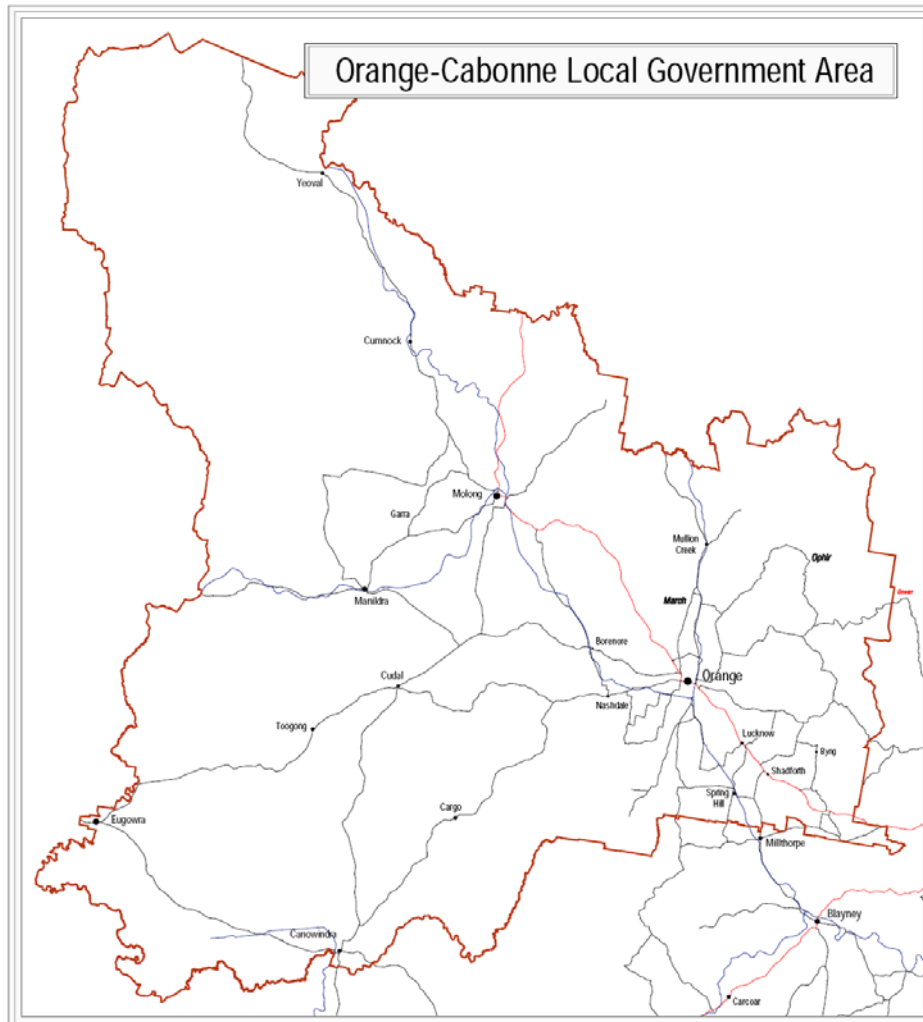 Orange-Cabonne Local Government Area
Yeoval
Cumnock
Molong
Garra
Mullion
Creek
Ophir
Manildra
March
Borenore
Orange
Cudal
Nashdale
Toogong
Lucknow
Byng
Shadforth
Spring
Hill
Cargo
Eugowra
Millthorpe
Blayney
Canowindra
Carcoar